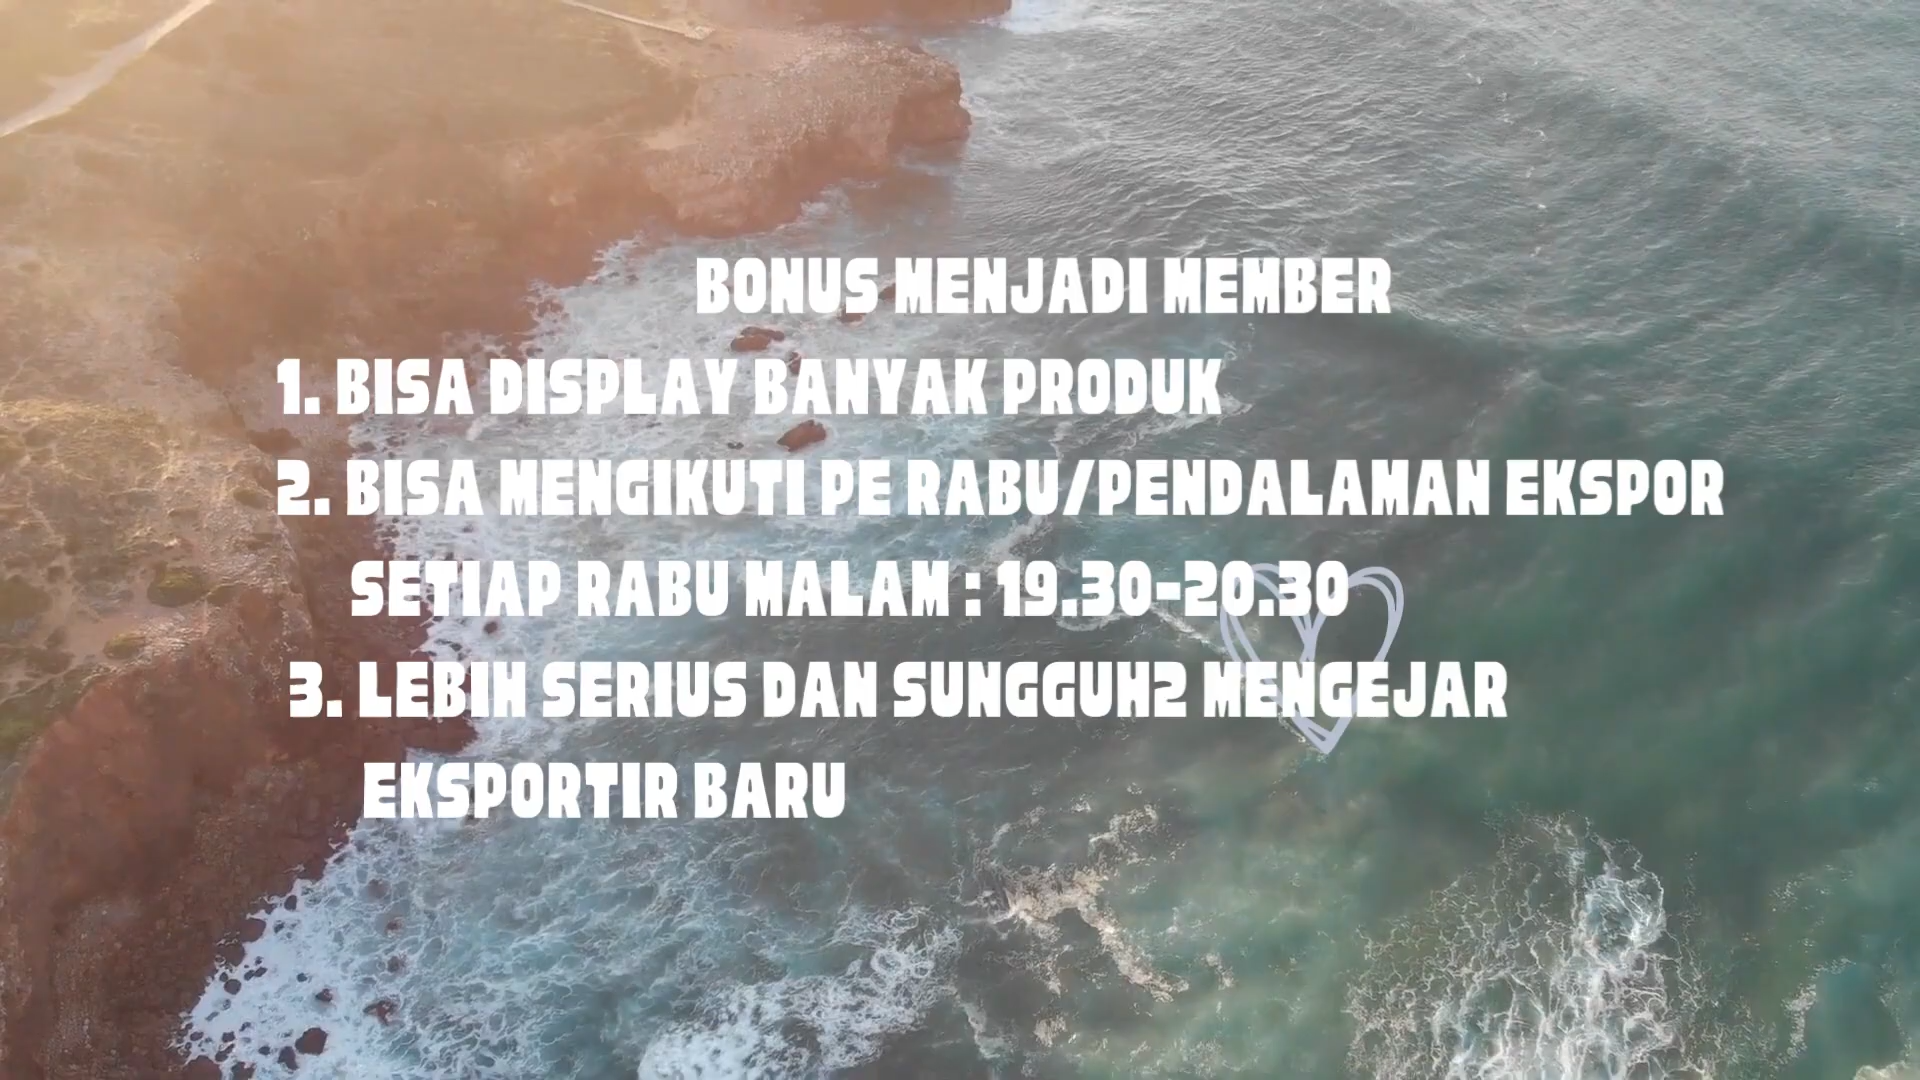 BONUS MENJADI MEMBER
1. BISA DISPLAY BANYAK PRODUK
2. BISA MENGIKUTI PE RABU/PENDALAMAN EKSPOR
SETIAP RABU MALAM : 19.30-20.30
3. LEBIH SERIUS DAN SUNGGUH2 MENGEJAR
EKSPORTIR BARU